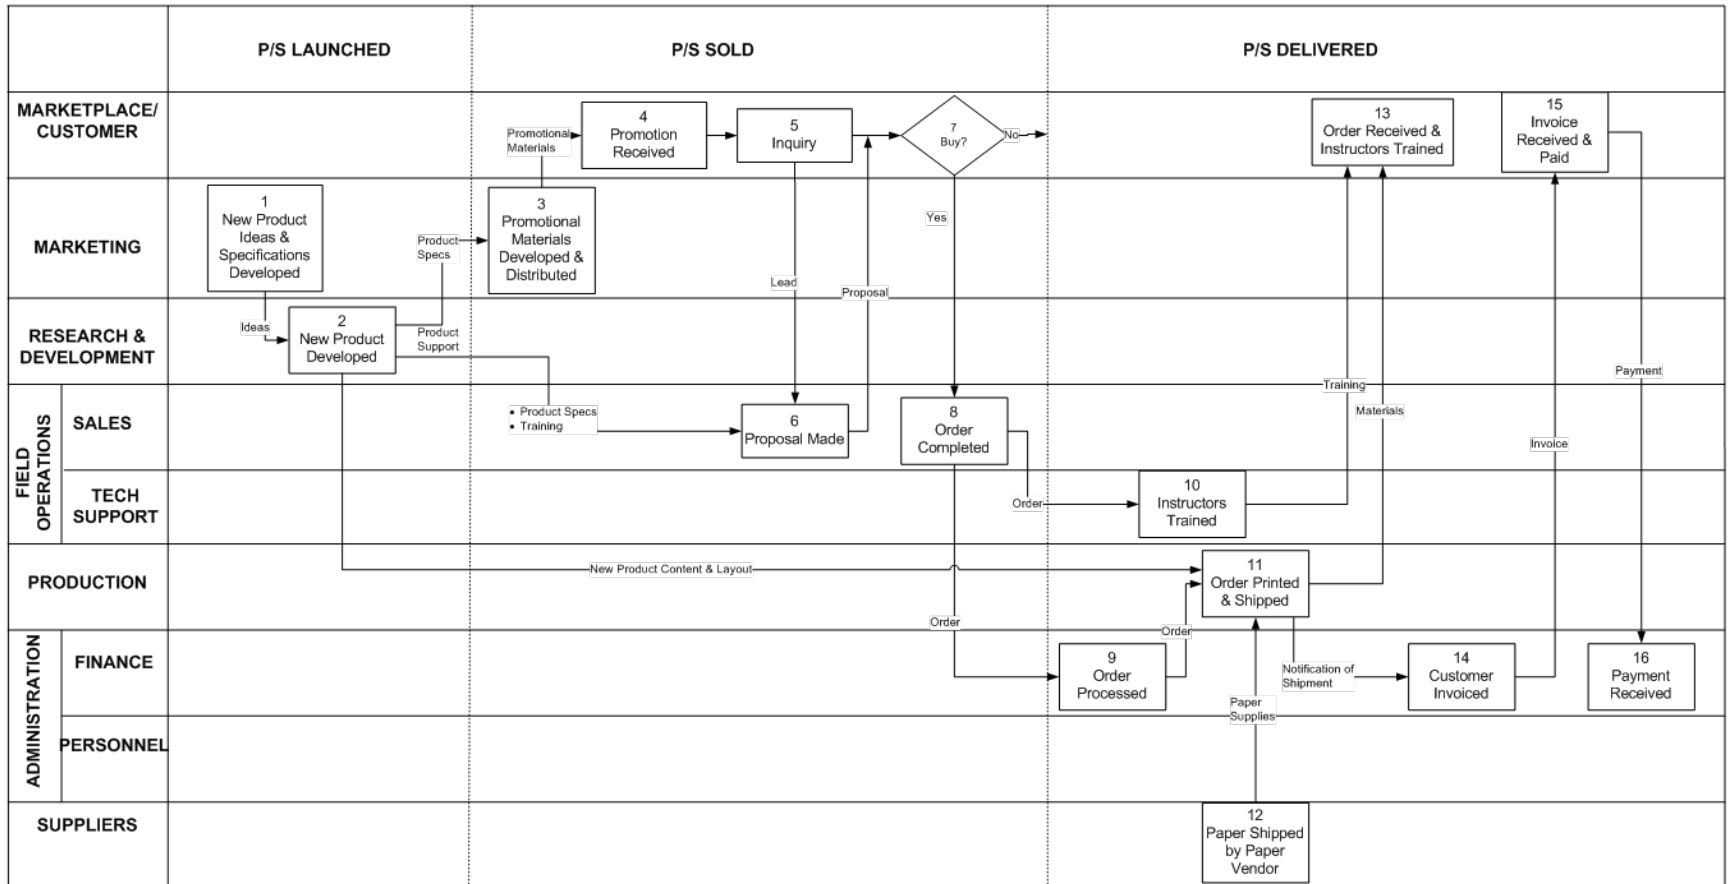 P/S LAUNCHED
P/S SOLD
P/S DELIVERED
MARKETPLACE/
CUSTOMER
4
Promotion
Received
5
Inquiry
7
Buy?
No
13
Order Received &
Instructors Trained
15
Invoice
Received &
Paid
Promotional
Materials
MARKETING
1
New Product
Ideas &
Specifications
Developed
Product
Specs
3
Promotional
Materials
Developed &
Distributed
Yes
Lead
Proposal
RESEARCH &
DEVELOPMENT
Ideas
2
New Product
Developed
Product
Support
Payment
FIELD
OPERATIONS
SALES
• Product Specs
• Training
6
Proposal Made
8
Order
Completed
Training
Materials
Invoice
TECH
SUPPORT
Order
10
Instructors
Trained
PRODUCTION
New Product Content & Layout
11
Order Printed
& Shipped
Order
Order
ADMINISTRATION
FINANCE
9
Order
Processed
Notification of
Shipment
14
Customer
Invoiced
16
Payment
Received
Paper
Supplies
PERSONNEL
SUPPLIERS
12
Paper Shipped
by Paper
Vendor